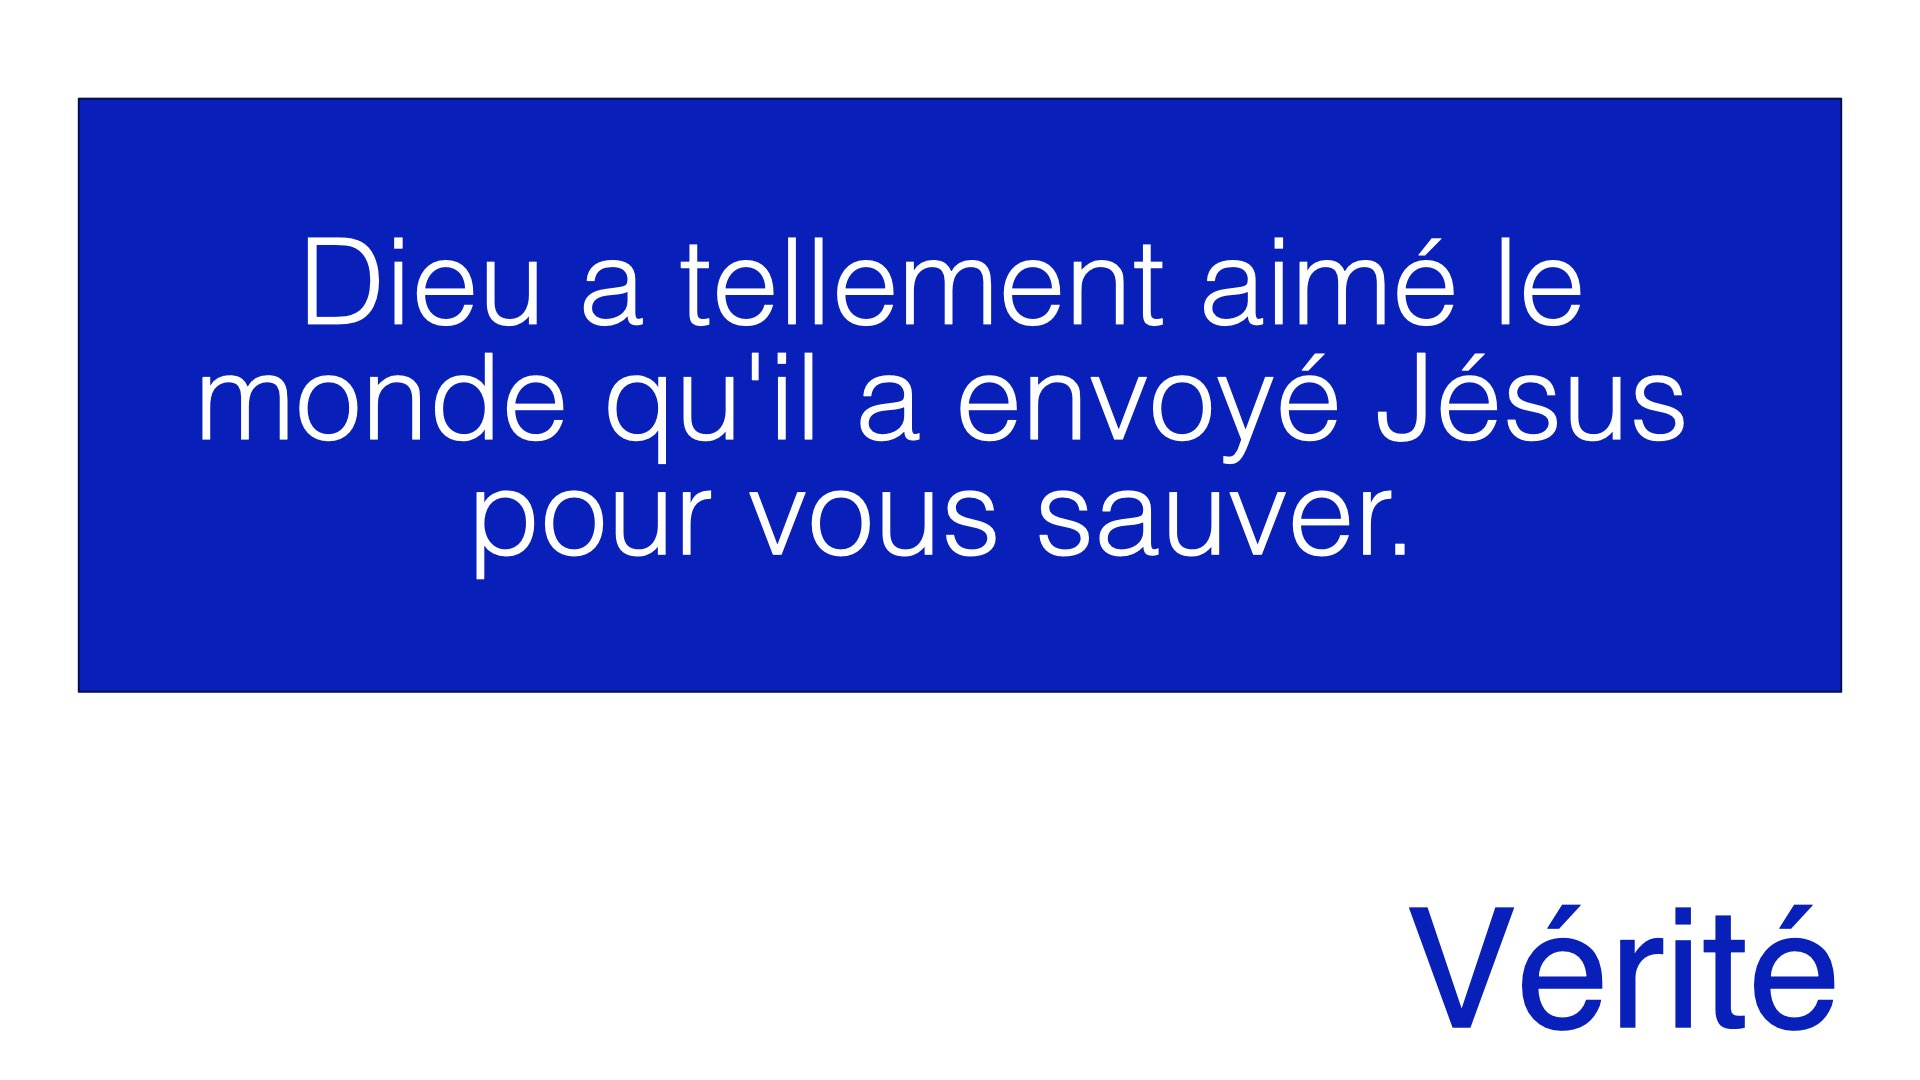 Dieu a tellement aimé le
monde qu'il a envoyé Jésus
pour vous sauver.
Vérité